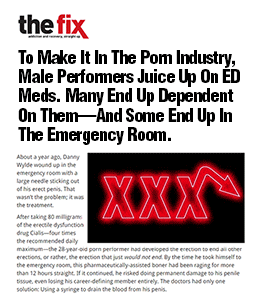 the fix
addiction and recovery, straight up
To Make It In The Porn Industry,
Male Performers Juice Up On ED
Meds. Many End Up Dependent
On Them—And Some End Up In
The Emergency Room.
About a year ago, Danny
Wylde wound up in the
emergency room with a
large needle sticking out
of his erect penis. That
wasn't the problem; it was
the treatment.
XXX
After taking 80 milligrams
of the erectile dysfunction
drug Cialis—four times
the recommended daily
maximum—the 28-year-old porn performer had developed the erection to end all other
erections, or rather, the erection that just would not end. By the time he took himself to
the emergency room, this pharmaceutically-assisted boner had been raging for more
than 12 hours straight. If it continued, he risked doing permanent damage to his penile
tissue, even losing his career-defining member entirely. The doctors had only one
solution: Using a syringe to drain the blood from his penis.